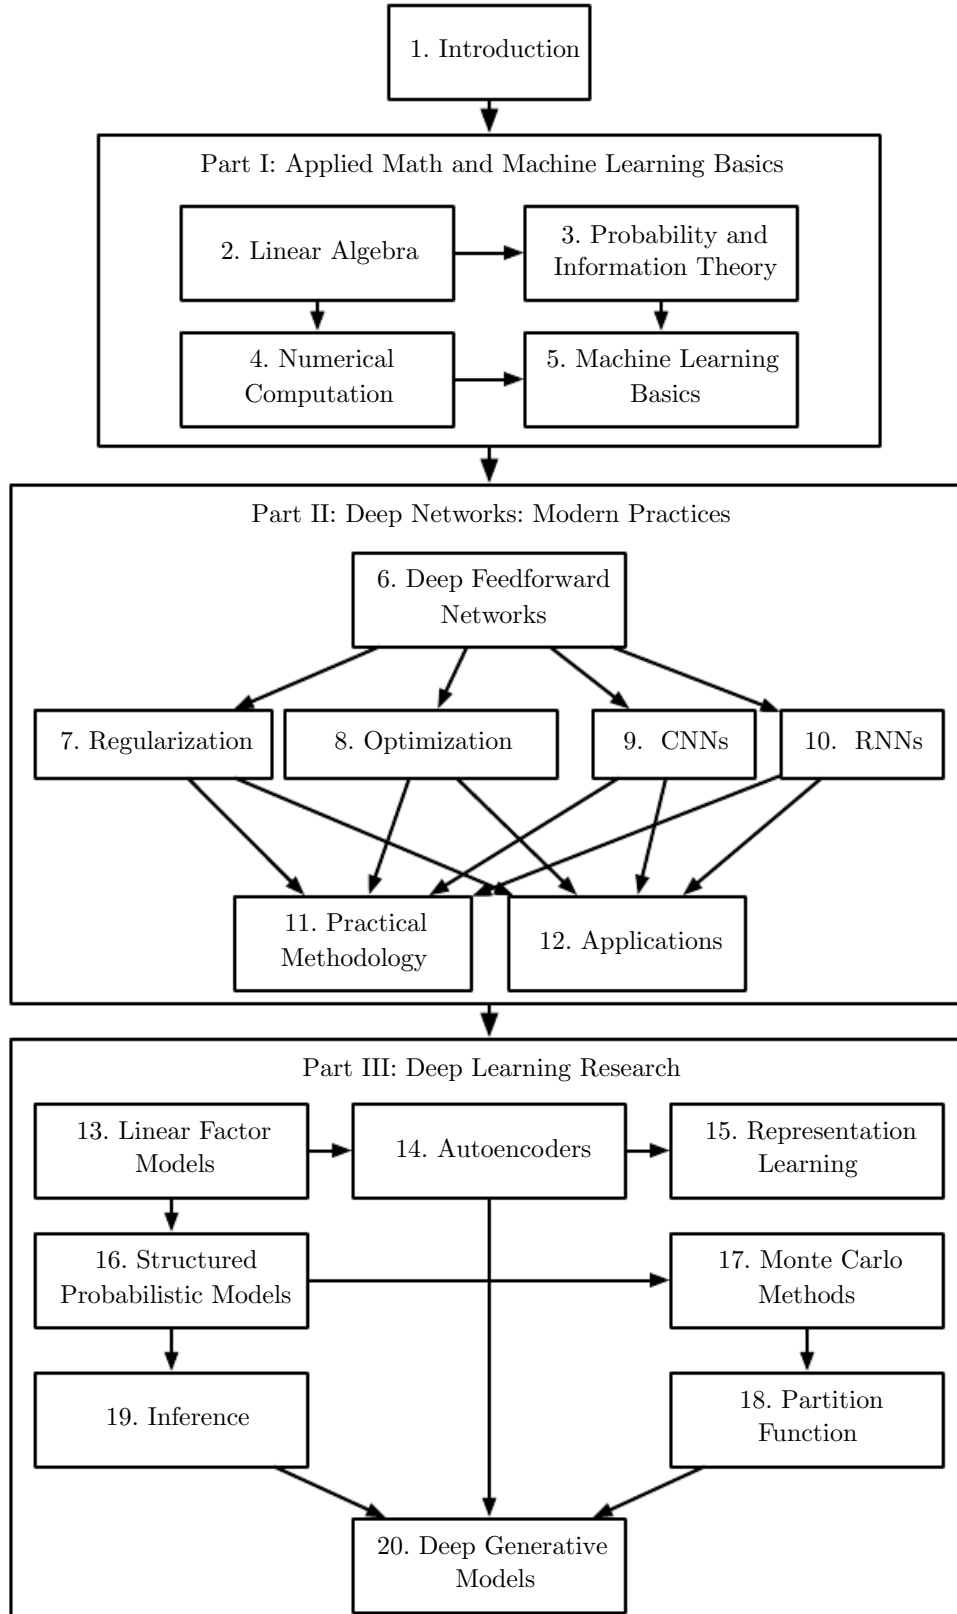 1. Introduction
Part I: Applied Math and Machine Learning Basics
2. Linear Algebra
3. Probability and
Information Theory
4. Numerical
Computation
5. Machine Learning
Basics
Part II: Deep Networks: Modern Practices
6. Deep Feedforward
Networks
7. Regularization
8. Optimization
9. CNNs
10. RNNs
11. Practical
Methodology
12. Applications
Part III: Deep Learning Research
13. Linear Factor
Models
14. Autoencoders
15. Representation
Learning
16. Structured
Probabilistic Models
17. Monte Carlo
Methods
19. Inference
18. Partition
Function
20. Deep Generative
Models